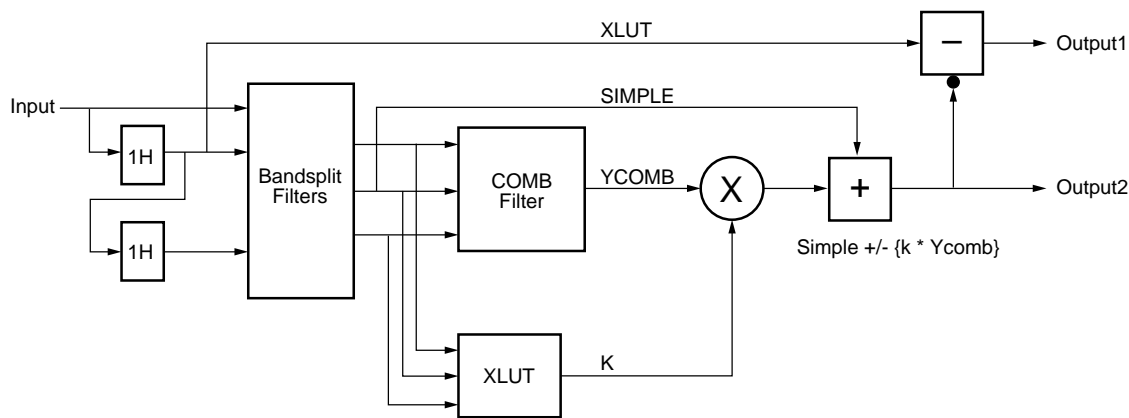 XLUT
−
Output1
Input
SIMPLE
1H
Bandsplit
Filters
COMB
Filter
YCOMB
X
+
Output2
1H
Simple +/- {k * Ycomb}
XLUT
K